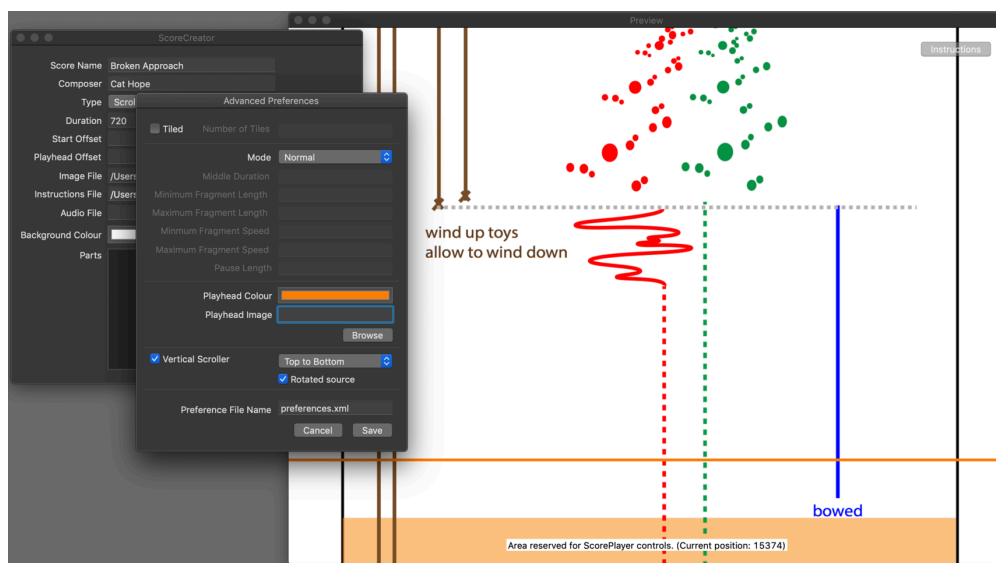 Preview
ScoreCreator
Instructions
Score Name Broken Approach
Composer Cat Hope
Type Scrol
Duration 720
Start Offset
Playhead Offset
Image File /Users
Instructions File /Users
Audio File
Background Colour
Parts
Advanced Preferences
Tiled Number of Tiles
Mode Normal
Middle Duration
Minimum Fragment Length
Maximum Fragment Length
Minmum Fragment Speed
Maximum Fragment Speed
Pause Length
Playhead Colour
Playhead Image
Browse
Vertical Scroller Top to Bottom
Rotated source
Preference File Name preferences.xml
Cancel Save
wind up toys
allow to wind down
bowed
Area reserved for ScorePlayer controls. (Current position: 15374)